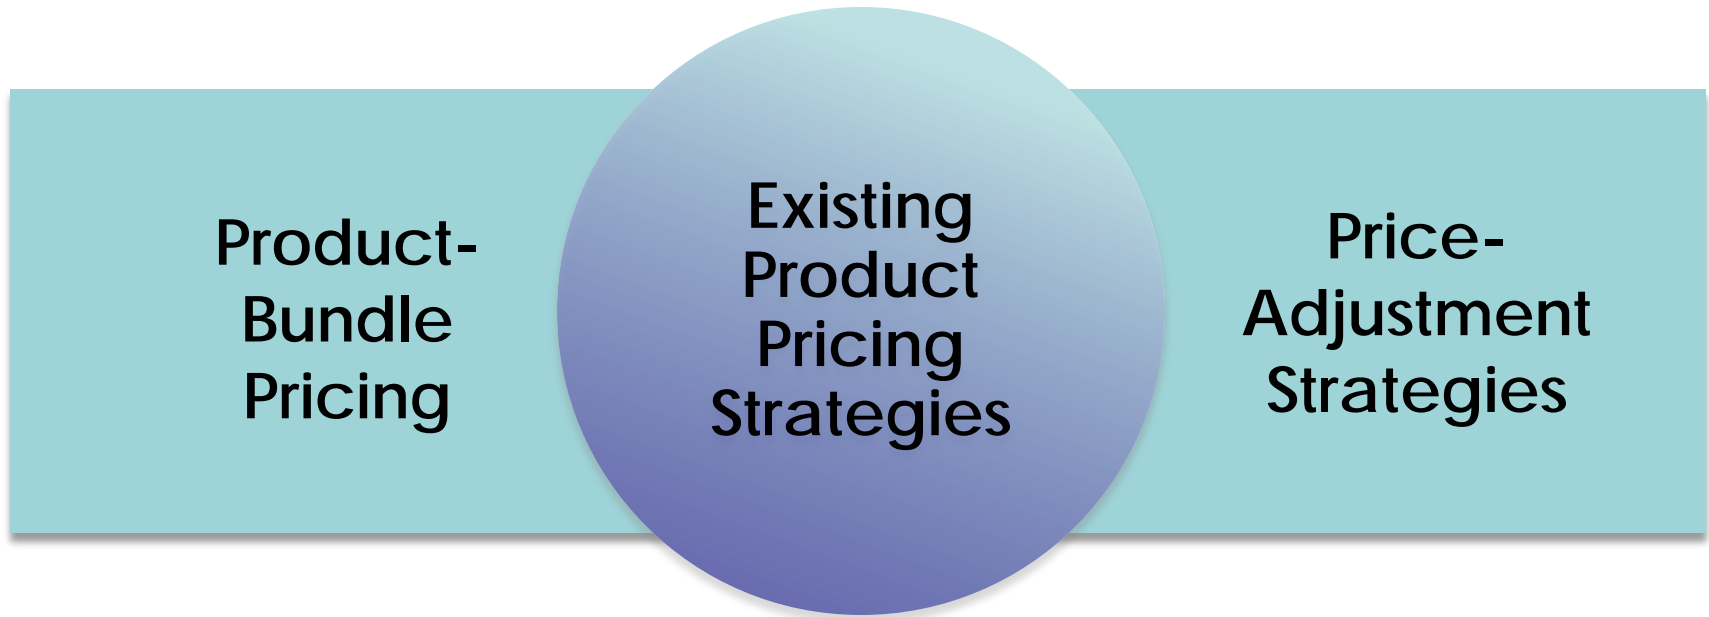 Product-
Bundle
Pricing
Existing
Product
Pricing
Strategies
Price-
Adjustment
Strategies